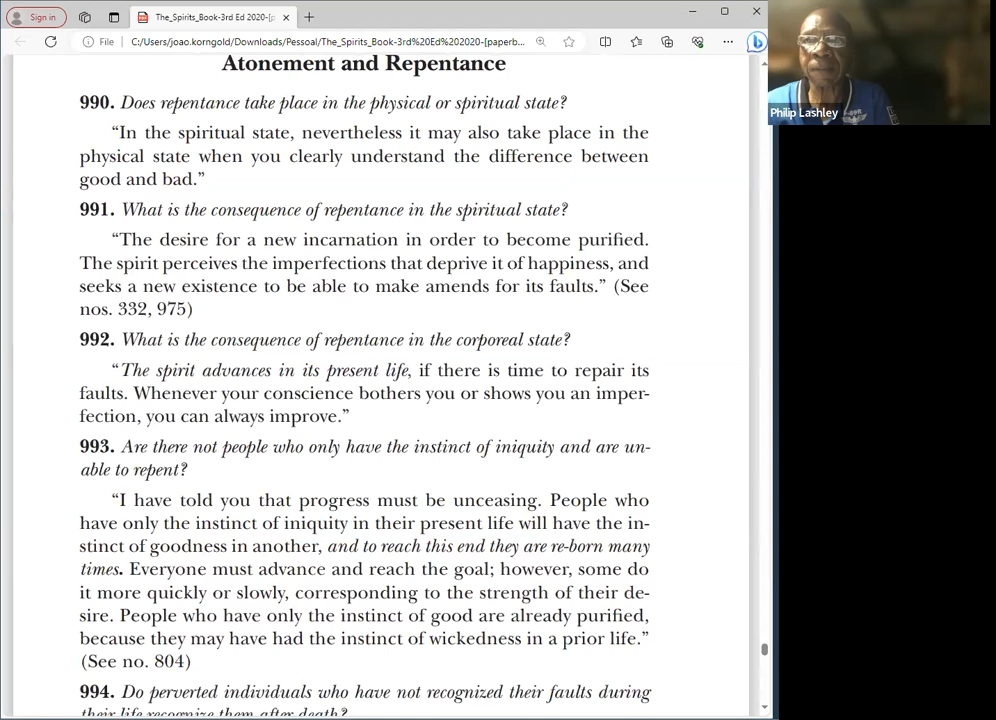 Sign in
The_Spirits_Book-3rd Ed 2020-[
File
C:/Users/joao.korngold/Downloads/Pessoal/The_Spirits_Book-3rd%20Ed%202020-[paperb...
Philip Lashley
Atonement and Repentance
990. Does repentance take place in the physical or spiritual state?
“In the spiritual state, nevertheless it may also take place in the
physical state when you clearly understand the difference between
good and bad.”
991. What is the consequence of repentance in the spiritual state?
“The desire for a new incarnation in order to become purified.
The spirit perceives the imperfections that deprive it of happiness, and
seeks a new existence to be able to make amends for its faults.” (See
nos. 332, 975)
992. What is the consequence of repentance in the corporeal state?
“The spirit advances in its present life, if there is time to repair its
faults. Whenever your conscience bothers you or shows you an imper-
fection, you can always improve.”
993. Are there not people who only have the instinct of iniquity and are un-
able to repent?
“I have told you that progress must be unceasing. People who
have only the instinct of iniquity in their present life will have the in-
stinct of goodness in another, and to reach this end they are re-born many
times. Everyone must advance and reach the goal; however, some do
it more quickly or slowly, corresponding to the strength of their de-
sire. People who have only the instinct of good are already purified,
because they may have had the instinct of wickedness in a prior life.”
(See no. 804)
994. Do perverted individuals who have not recognized their faults during
their life recognize them after death?